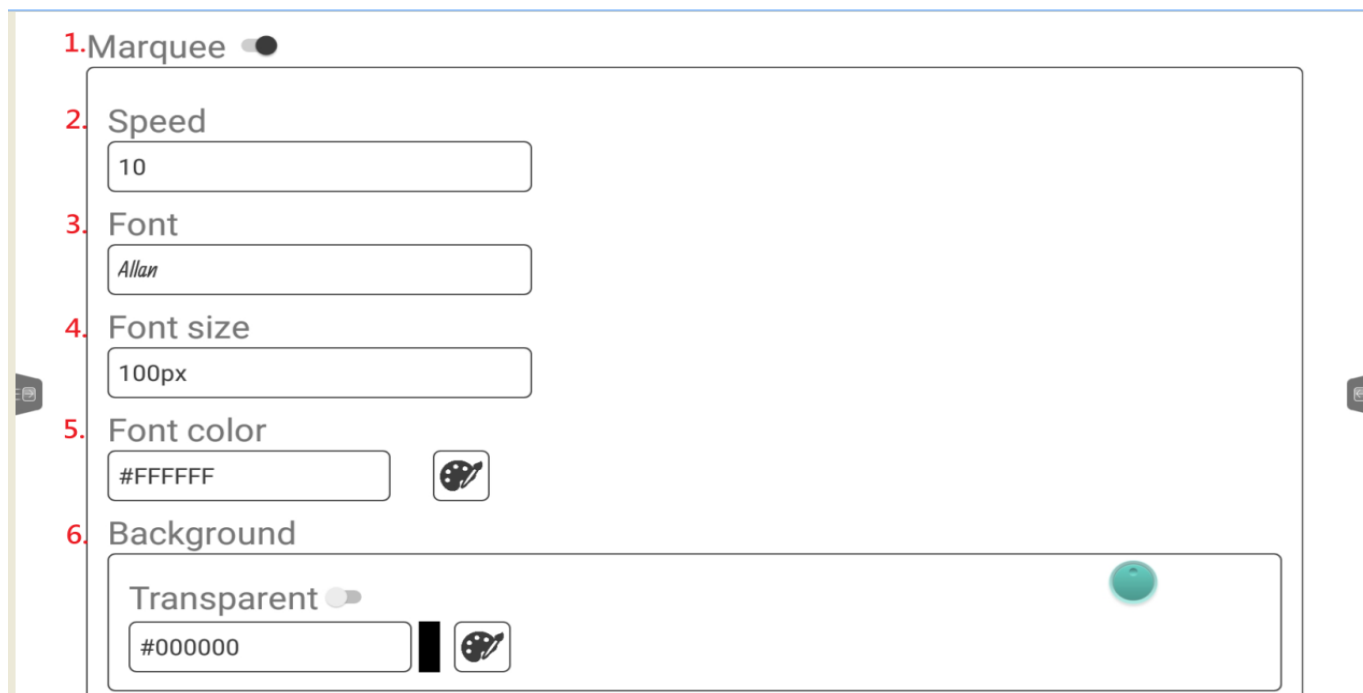 1. Marquee
2. Speed
10
3. Font
Allan
4. Font size
100px
5. Font color
#FFFFFF
6. Background
Transparent
#000000